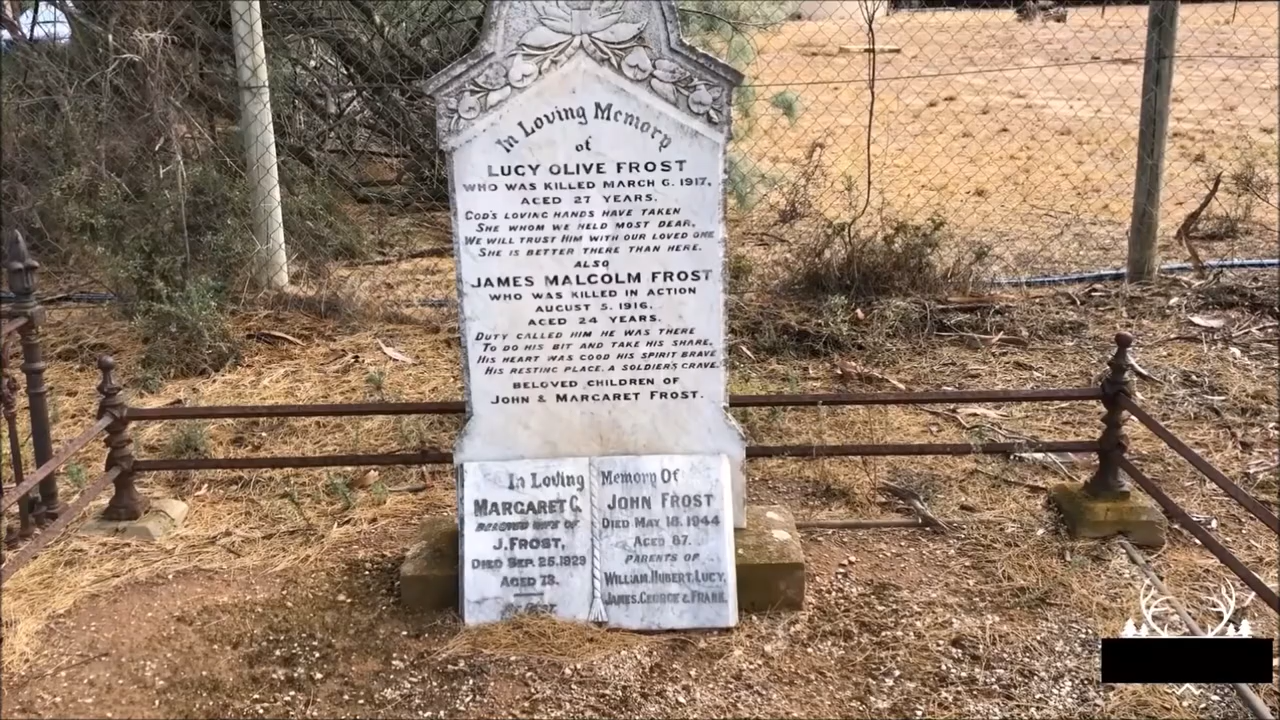 In Loving Memory
of
LUCY OLIVE FROST
WHO WAS KILLED MARCH 6. 1917,
AGED 27 YEARS.
GOD'S LOVING HANDS HAVE TAKEN
SHE WHOM WE HELD MOST DEAR,
WE WILL TRUST HIM WITH OUR LOVED ONE
SHE IS BETTER THERE THAN HERE.
ALSO
JAMES MALCOLM FROST
WHO WAS KILLED IN ACTION
AUGUST 5. 1916.
AGED 24 YEARS.
DUTY CALLED HIM HE WAS THERE
TO DO HIS BIT AND TAKE HIS SHARE.
HIS HEART WAS GOOD HIS SPIRIT BRAVE
HIS RESTING PLACE. A SOLDIERS GRAVE.
BELOVED CHILDREN OF
JOHN & MARGARET FROST.
In Loving
MARGARET C.
BELOVED WIFE OF
J. FROST,
DIED SEP. 25. 1929
AGED 73.
AT REST
Memory Of
JOHN FROST
DIED MAY 18. 1944
AGED 87.
PARENTS OF
WILLIAM, HUBERT, LUCY,
JAMES, GEORGE & FRANK.